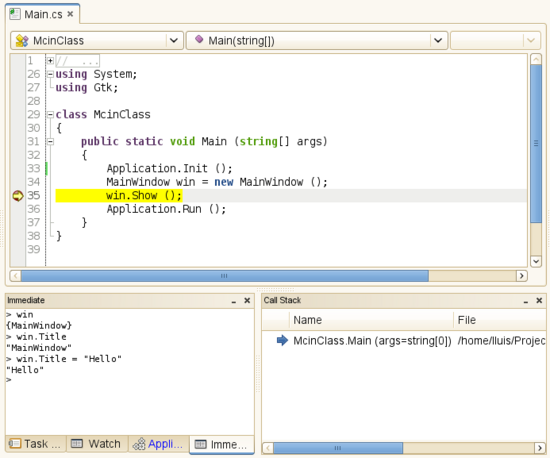 Main.cs
McinClass
Main(string[])
1 // ...
26 using System;
27 using Gtk;
28
29 class McinClass
30 {
31 public static void Main (string[] args)
32 {
33 Application.Init ();
34 MainWindow win = new MainWindow ();
35 win.Show ();
36 Application.Run ();
37 }
38 }
39
Immediate
> win
{MainWindow}
> win.Title
"MainWindow"
> win.Title = "Hello"
"Hello"
>
Task ...
Watch
Appli...
Imme...
Call Stack
Name File
McinClass.Main (args=string[0]) /home/lluis/Projec